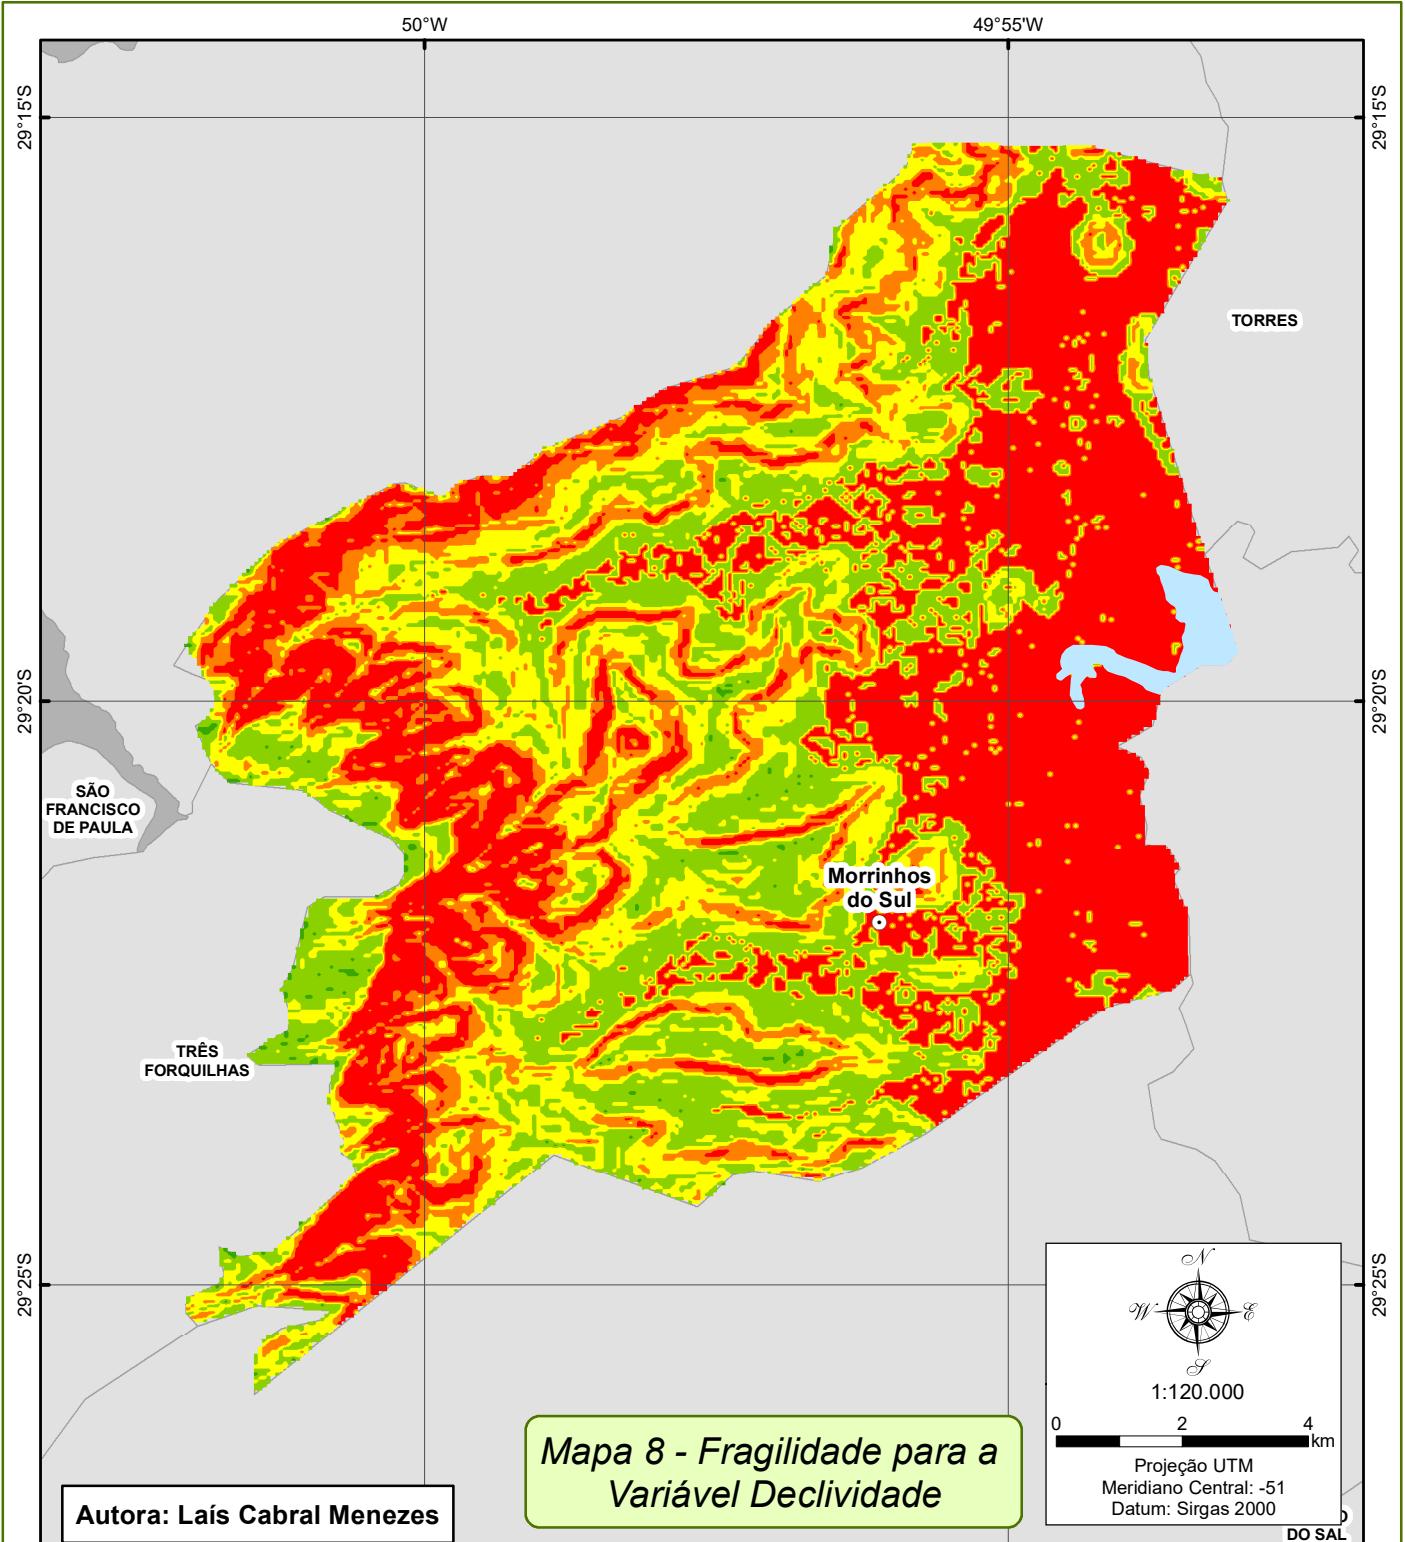 50°W
49°55'W
29°15'S
29°15'S
TORRES
29°20'S
29°20'S
SÃO
FRANCISCO
DE PAULA
Morrinhos
do Sul
TRÊS
FORQUILHAS
29°25'S
29°25'S
N
W
E
S
1:120.000
0 2 4
km
Projeção UTM
Meridiano Central: -51
Datum: Sirgas 2000
DO SAL
Mapa 8 - Fragilidade para a
Variável Declividade
Autora: Laís Cabral Menezes